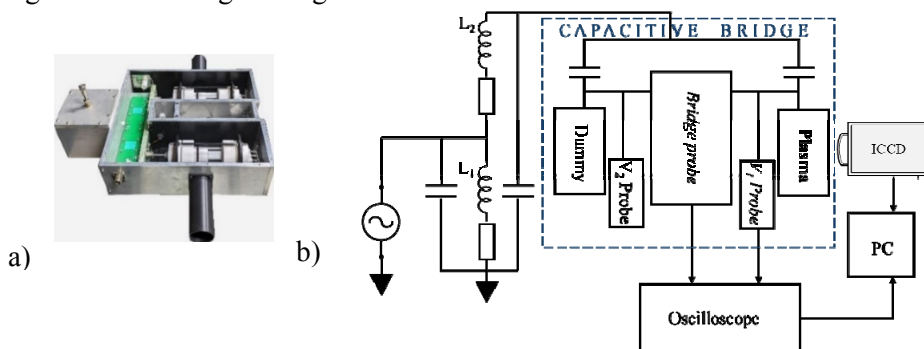 L₂
CAPACITIVE BRIDGE
Bridge probe
Dummy
V₂ Probe
V₁ Probe
Plasma
ICCD
L₁
a)
b)
PC
Oscilloscope